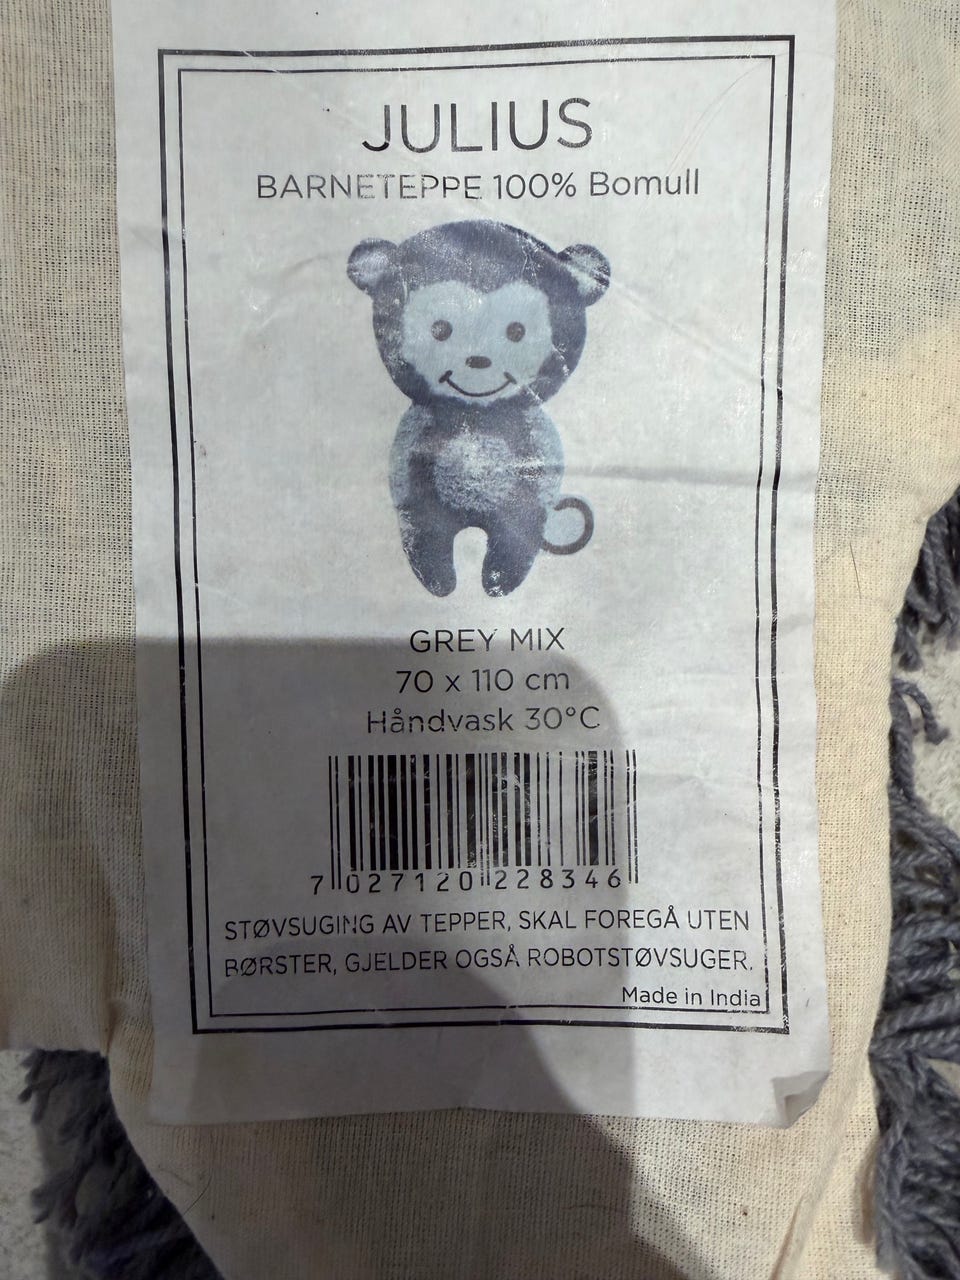 JULIUS
BARNETEPPE 100% Bomull
GREY MIX
70 x 110 cm
Håndvask 30°C
7 027120 228346
STØVSUGING AV TEPPER, SKAL FOREGÅ UTEN
BØRSTER, GJELDER OGSÅ ROBOTSTØVSUGER.
Made in India